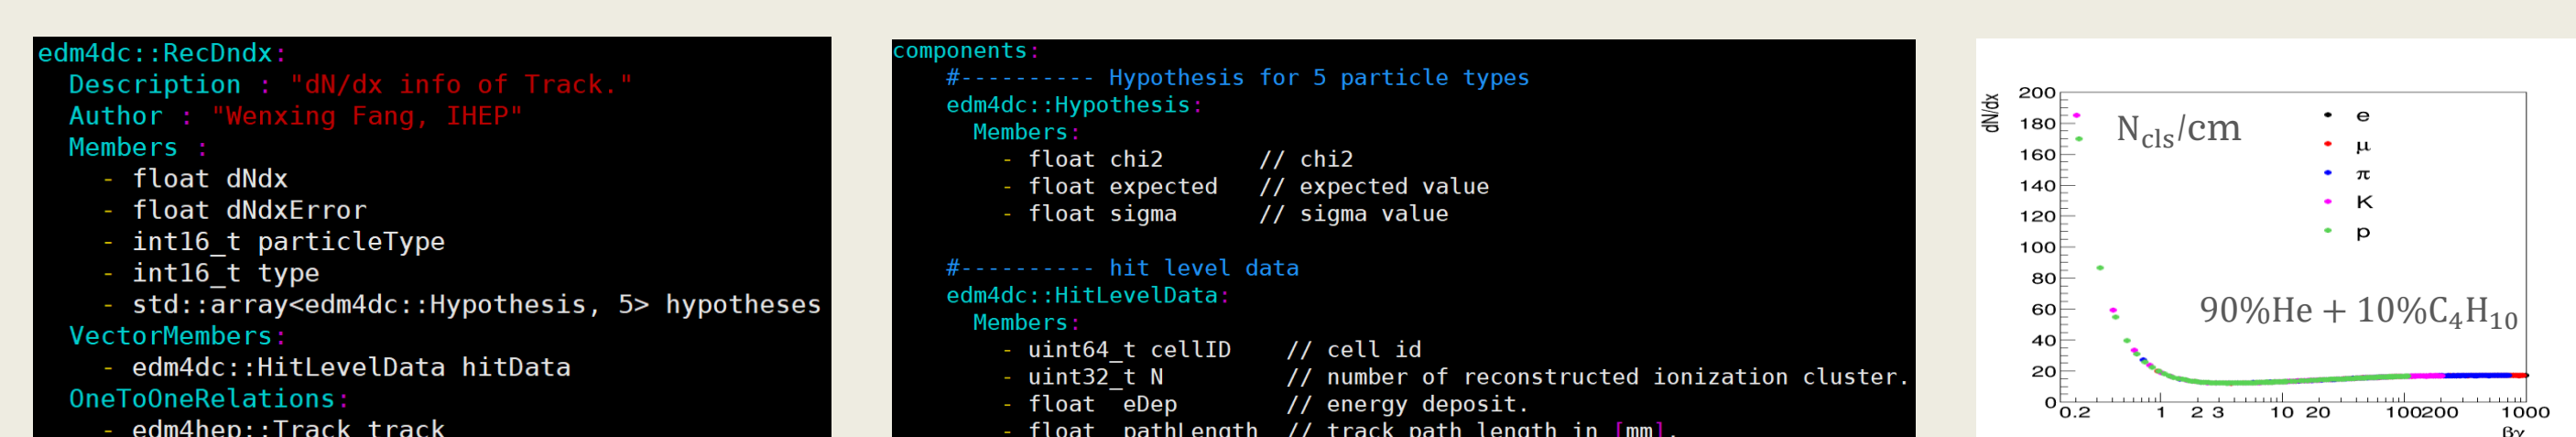 edm4dc::RecDndx:
Description : "dN/dx info of Track."
Author : "Wenxing Fang, IHEP"
Members :
- float dNdx
- float dNdxError
- int16_t particleType
- int16_t type
- std::array<edm4dc::Hypothesis, 5> hypotheses
VectorMembers:
- edm4dc::HitLevelData hitData
OneToOneRelations:
- edm4hep::Track track
components:
#---------- Hypothesis for 5 particle types
edm4dc::Hypothesis:
Members:
- float chi2 // chi2
- float expected // expected value
- float sigma // sigma value
#---------- hit level data
edm4dc::HitLevelData:
Members:
- uint64_t cellID // cell id
- uint32_t N // number of reconstructed ionization cluster.
- float eDep // energy deposit.
- float pathLength // track path length in [mm].
dN/dx
200
180
160
140
120
100
80
60
40
20
0
N_cls/cm
e
μ
π
K
p
90%He + 10%C₄H₁₀
0.2 1 2 3 10 20 100200 1000
βγ